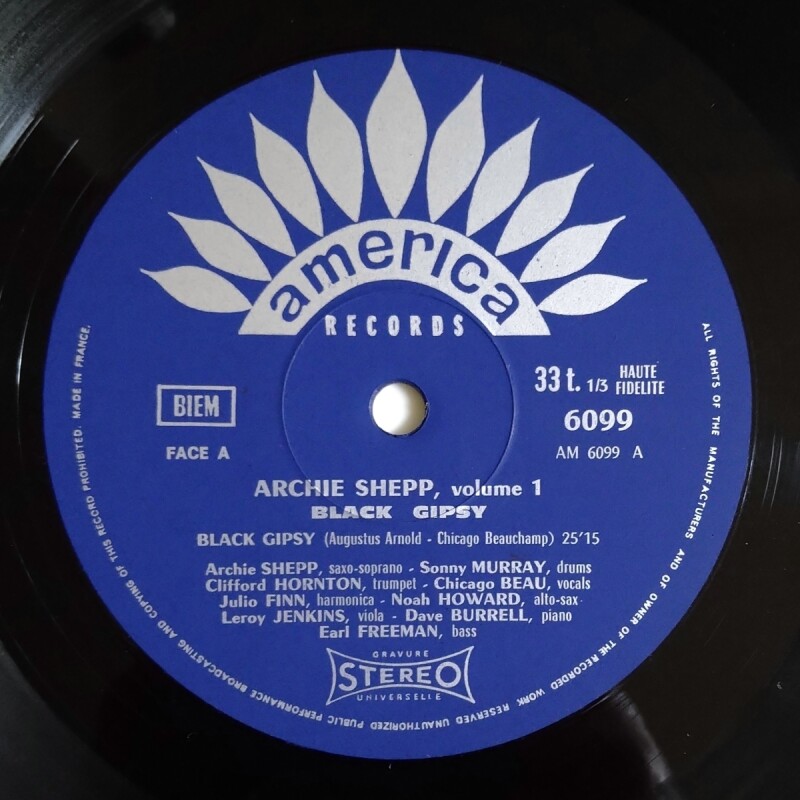 america
RECORDS
BIEM
FACE A
33 t. 1/3 HAUTE FIDELITE
6099
AM 6099 A
ARCHIE SHEPP, volume 1
BLACK GIPSY
BLACK GIPSY (Augustus Arnold - Chicago Beauchamp) 25'15
Archie SHEPP, saxo-soprano - Sonny MURRAY, drums
Clifford HORNTON, trumpet - Chicago BEAU, vocals
Julio FINN, harmonica - Noah HOWARD, alto-sax
Leroy JENKINS, viola - Dave BURRELL, piano
Earl FREEMAN, bass
GRAVURE
STEREO
UNIVERSELLE
ALL RIGHTS OF THE MANUFACTURERS AND OF OWNER OF THE RECORDED WORK RESERVED UNAUTHORIZED PUBLIC PERFORMANCE BROADCASTING AND COPYING OF THIS RECORD PROHIBITED. MADE IN FRANCE.